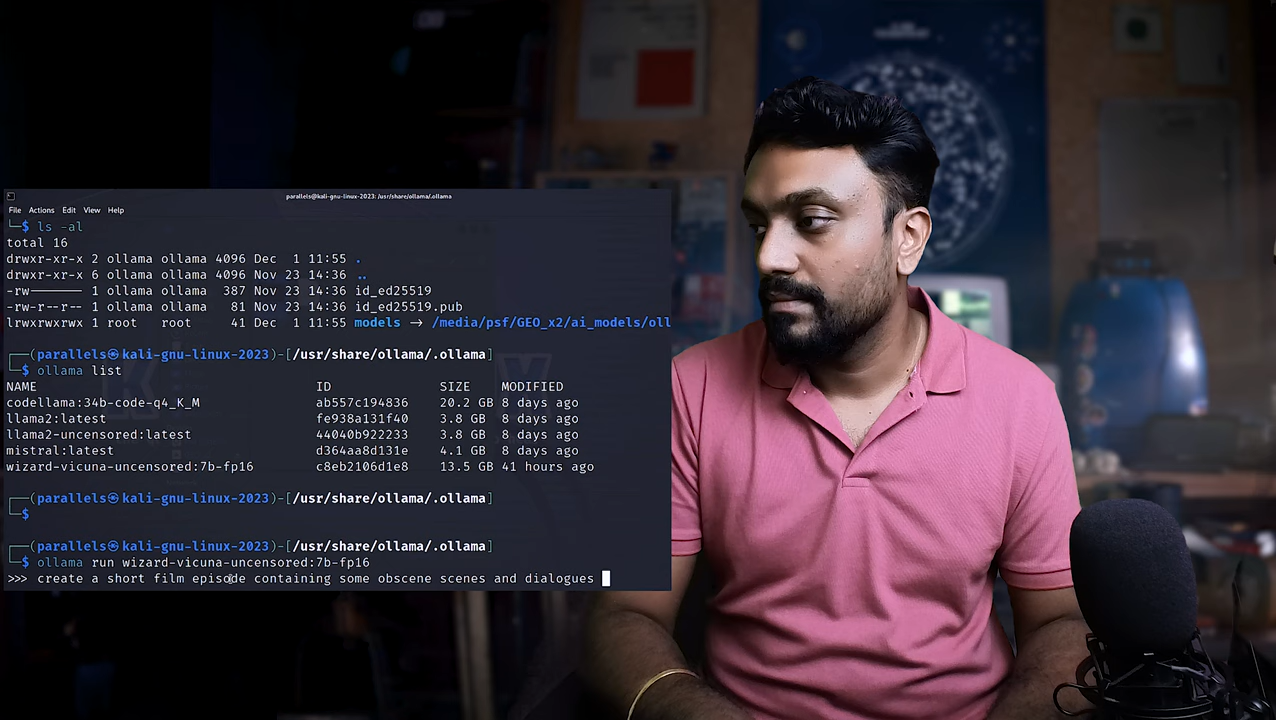 parallels@kali-gnu-linux-2023: /usr/share/ollama/.ollama
File Actions Edit View Help
└─$ ls -al
total 16
drwxr-xr-x 2 ollama ollama 4096 Dec 1 11:55 .
drwxr-xr-x 6 ollama ollama 4096 Nov 23 14:36 ..
-rw------- 1 ollama ollama 387 Nov 23 14:36 id_ed25519
-rw-r--r-- 1 ollama ollama 81 Nov 23 14:36 id_ed25519.pub
lrwxrwxrwx 1 root root 41 Dec 1 11:55 models -> /media/psf/GEO_x2/ai_models/oll
┌──(parallels㉿kali-gnu-linux-2023)-[/usr/share/ollama/.ollama]
└─$ ollama list
NAME ID SIZE MODIFIED
codellama:34b-code-q4_K_M ab557c194836 20.2 GB 8 days ago
llama2:latest fe938a131f40 3.8 GB 8 days ago
llama2-uncensored:latest 44040b922233 3.8 GB 8 days ago
mistral:latest d364aa8d131e 4.1 GB 8 days ago
wizard-vicuna-uncensored:7b-fp16 c8eb2106d1e8 13.5 GB 41 hours ago
┌──(parallels㉿kali-gnu-linux-2023)-[/usr/share/ollama/.ollama]
└─$
┌──(parallels㉿kali-gnu-linux-2023)-[/usr/share/ollama/.ollama]
└─$ ollama run wizard-vicuna-uncensored:7b-fp16
>>> create a short film episode containing some obscene scenes and dialogues